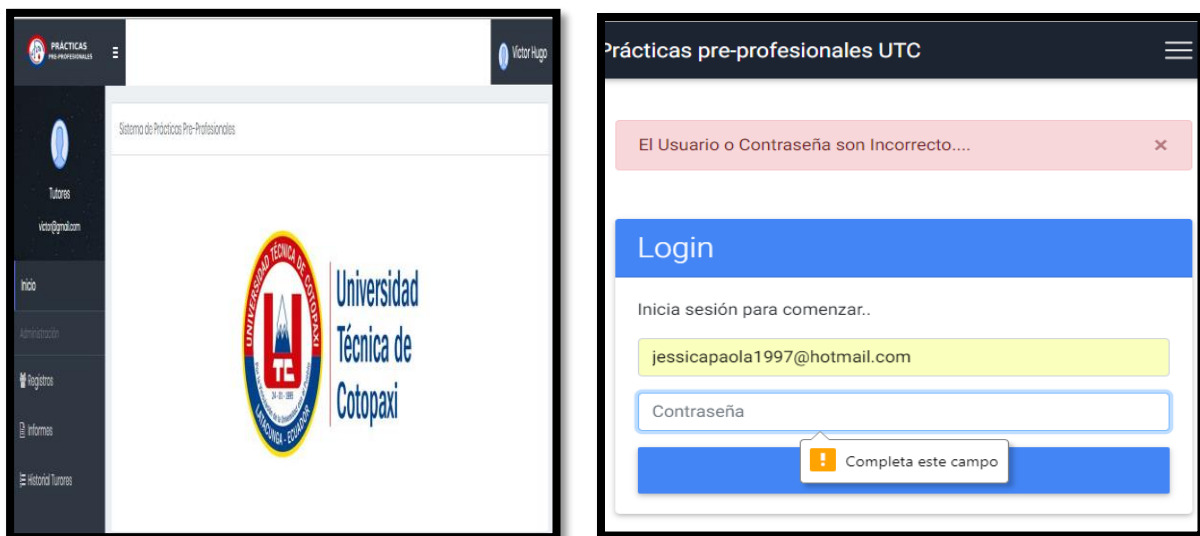 PRÁCTICAS
PRE-PROFESIONALES
Victor Hugo
Sistema de Prácticas Pre-Profesionales
Tutores
victor@gmail.com
Inicio
Administración
Registros
Informes
Historial Turores
UNIVERSIDAD TÉCNICA DE COTOPAXI
UTC
24 - 01 - 1995
LATACUNGA - ECUADOR
Universidad
Técnica de
Cotopaxi
Prácticas pre-profesionales UTC
El Usuario o Contraseña son Incorrecto.... ×
Login
Inicia sesión para comenzar..
jessicapaola1997@hotmail.com
Contraseña
Completa este campo